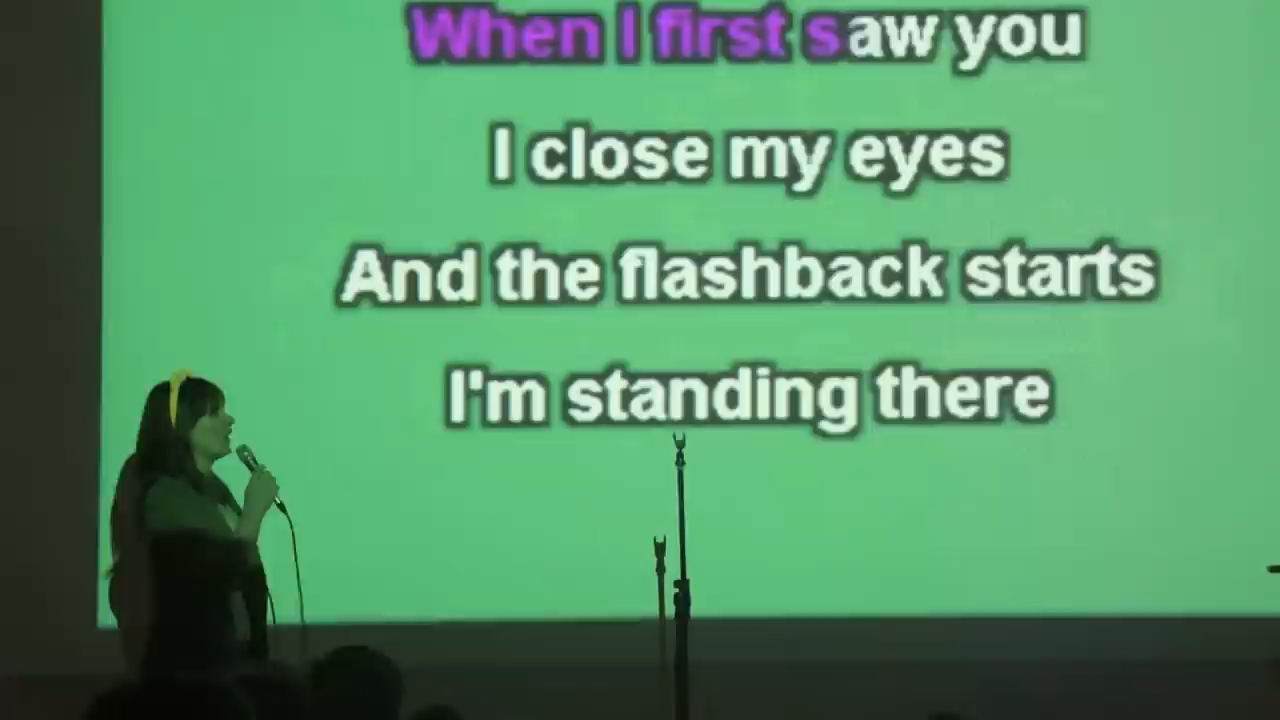 When I first saw you
I close my eyes
And the flashback starts
I'm standing there